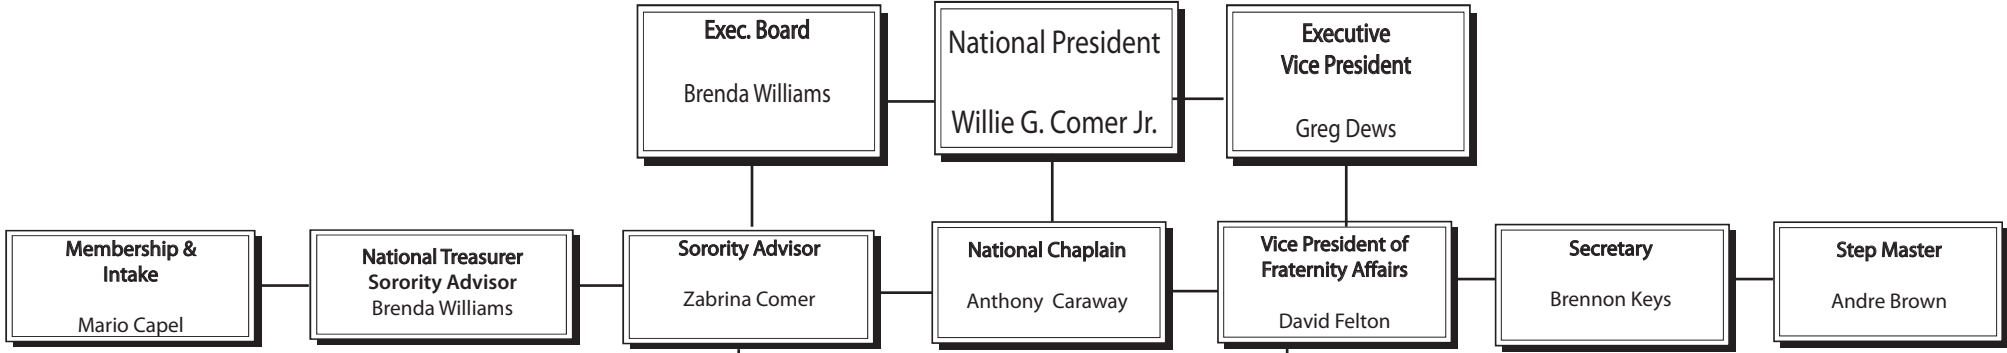 Exec. Board
Brenda Williams
National President
Willie G. Comer Jr.
Executive
Vice President
Greg Dews
Membership &
Intake
Mario Capel
National Treasurer
Sorority Advisor
Brenda Williams
Sorority Advisor
Zabrina Comer
National Chaplain
Anthony Caraway
Vice President of
Fraternity Affairs
David Felton
Secretary
Brennon Keys
Step Master
Andre Brown